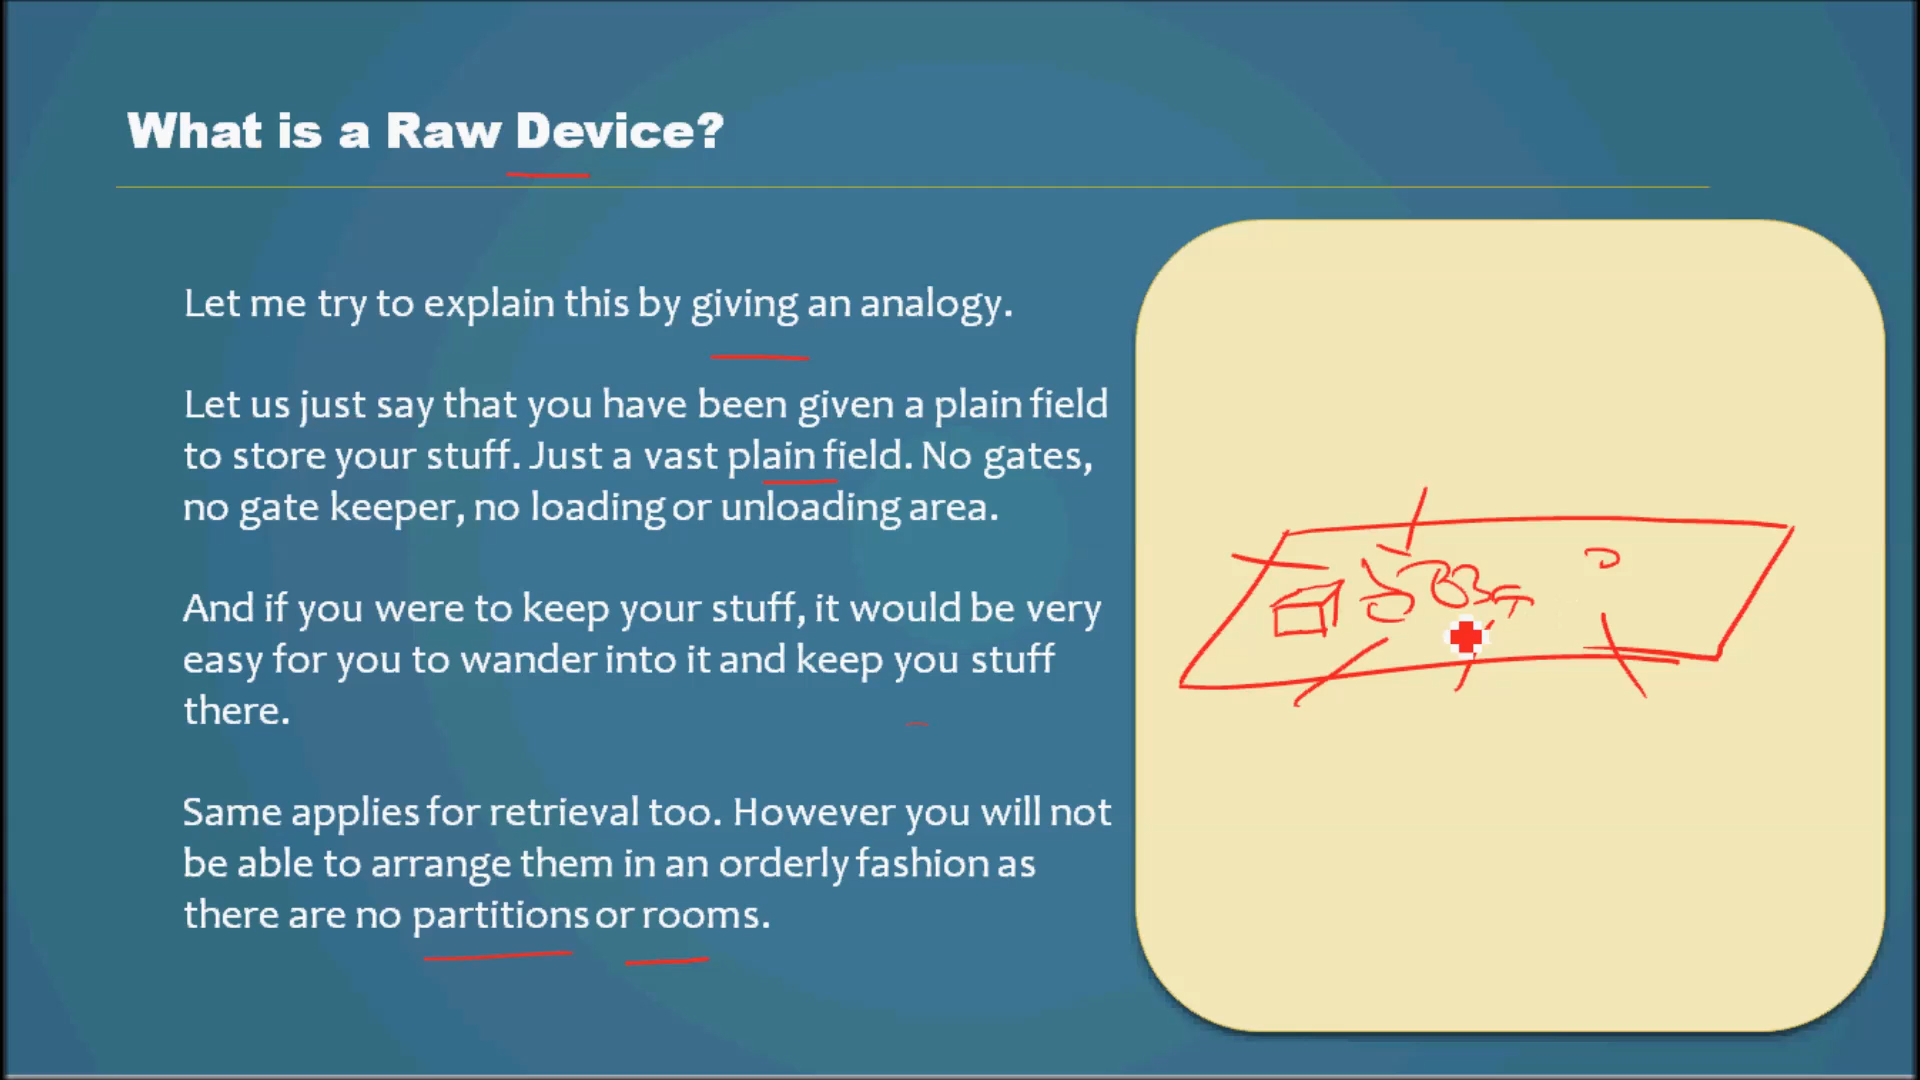 What is a Raw Device?
Let me try to explain this by giving an analogy.
Let us just say that you have been given a plain field
to store your stuff. Just a vast plain field. No gates,
no gate keeper, no loading or unloading area.
And if you were to keep your stuff, it would be very
easy for you to wander into it and keep you stuff
there.
Same applies for retrieval too. However you will not
be able to arrange them in an orderly fashion as
there are no partitions or rooms.